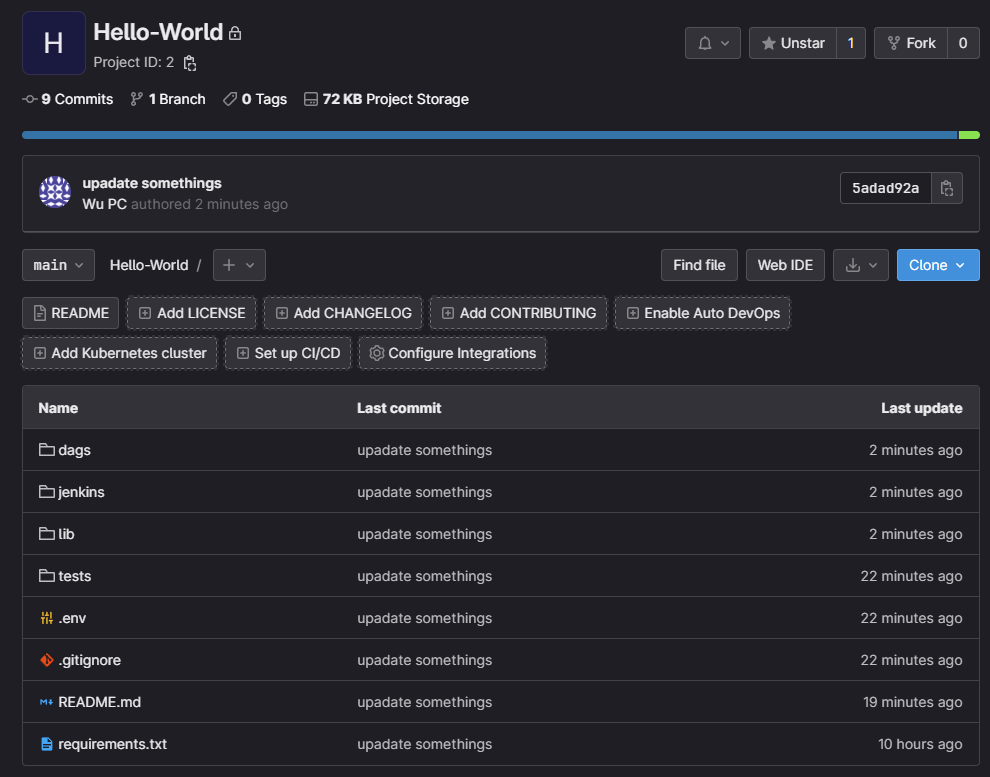 H
Hello-World
Project ID: 2
9 Commits 1 Branch 0 Tags 72 KB Project Storage
Unstar 1 Fork 0
upadate somethings
Wu PC authored 2 minutes ago
5adad92a
main Hello-World / + Find file Web IDE Clone
README Add LICENSE Add CHANGELOG Add CONTRIBUTING Enable Auto DevOps
Add Kubernetes cluster Set up CI/CD Configure Integrations
Name Last commit Last update
dags upadate somethings 2 minutes ago
jenkins upadate somethings 2 minutes ago
lib upadate somethings 2 minutes ago
tests upadate somethings 22 minutes ago
.env upadate somethings 22 minutes ago
.gitignore upadate somethings 22 minutes ago
README.md upadate somethings 19 minutes ago
requirements.txt upadate somethings 10 hours ago